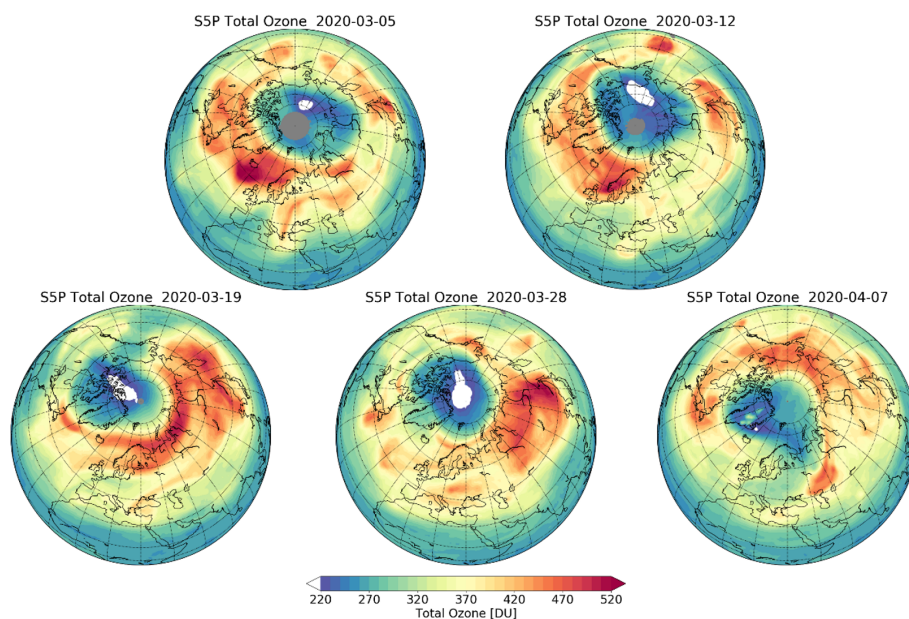 S5P Total Ozone 2020-03-05
S5P Total Ozone 2020-03-12
S5P Total Ozone 2020-03-19
S5P Total Ozone 2020-03-28
S5P Total Ozone 2020-04-07
220 270 320 370 420 470 520
Total Ozone [DU]